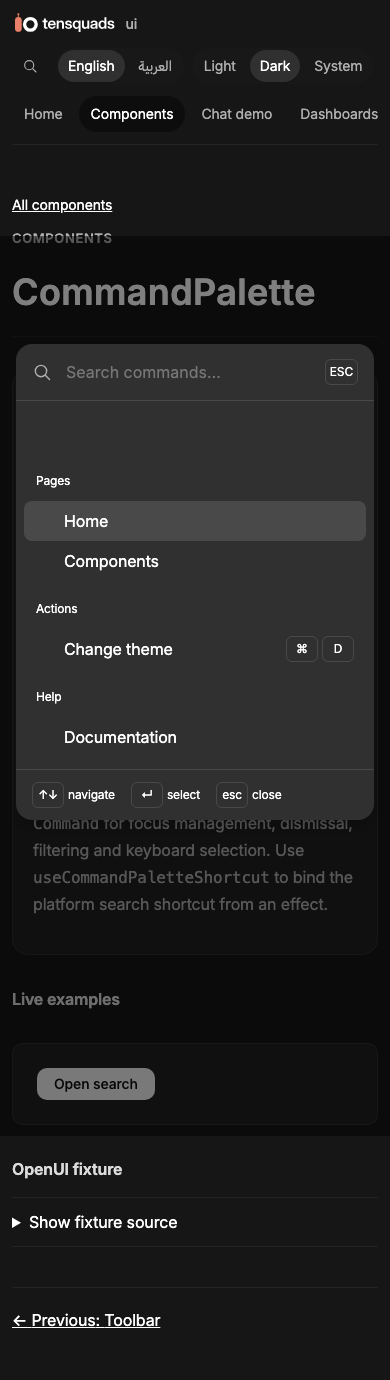 tensquads ui
English العربية Light Dark System
Home Components Chat demo Dashboards
All components
COMPONENTS
CommandPalette
Search commands... ESC
Pages
Home
Components
Actions
Change theme ⌘ D
Help
Documentation
↑↓ navigate ↵ select esc close
Command for focus management, dismissal,
filtering and keyboard selection. Use
useCommandPaletteShortcut to bind the
platform search shortcut from an effect.
Live examples
Open search
OpenUI fixture
▶ Show fixture source
← Previous: Toolbar